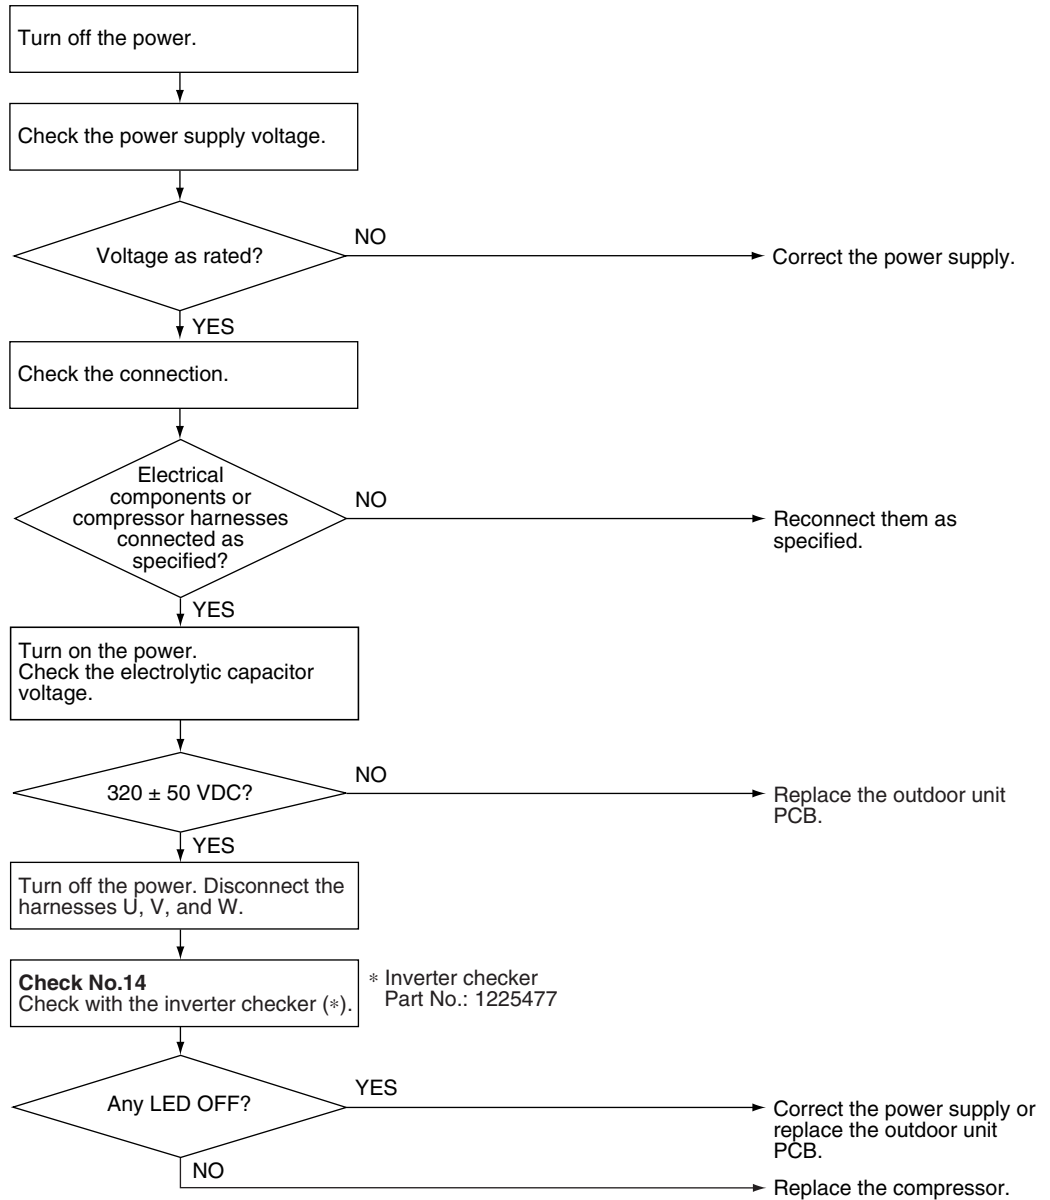 Turn off the power.
Check the power supply voltage.
Voltage as rated?
NO
Correct the power supply.
YES
Check the connection.
Electrical
components or
compressor harnesses
connected as
specified?
NO
Reconnect them as
specified.
YES
Turn on the power.
Check the electrolytic capacitor
voltage.
320 ± 50 VDC?
NO
Replace the outdoor unit
PCB.
YES
Turn off the power. Disconnect the
harnesses U, V, and W.
Check No.14
Check with the inverter checker (*).
* Inverter checker
Part No.: 1225477
Any LED OFF?
YES
Correct the power supply or
replace the outdoor unit
PCB.
NO
Replace the compressor.